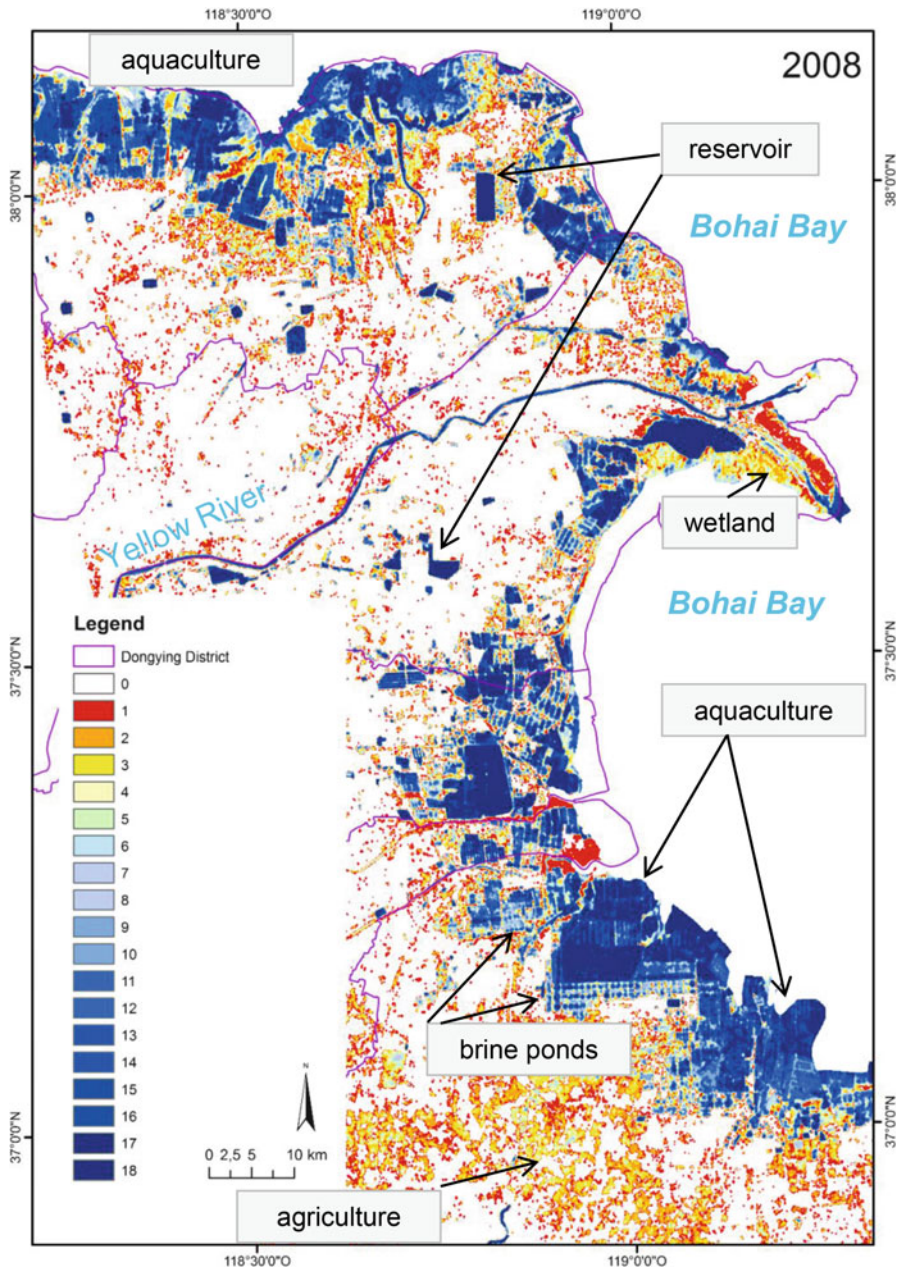 118°30'0"O
119°0'0"O
aquaculture
2008
reservoir
38°0'0"N
38°0'0"N
Bohai Bay
Yellow River
wetland
Bohai Bay
Legend
Dongying District
0
1
2
3
4
5
6
7
8
9
10
11
12
13
14
15
16
17
18
37°30'0"N
37°30'0"N
aquaculture
brine ponds
N
0 2,5 5 10 km
37°0'0"N
37°0'0"N
agriculture
118°30'0"O
119°0'0"O